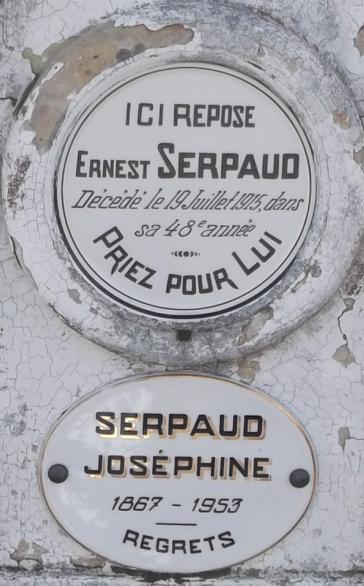 ICI REPOSE
ERNEST SERPAUD
Décédé le 19 Juillet 1915, dans
sa 48e année
PRIEZ POUR LUI
SERPAUD
JOSÉPHINE
1867 - 1953
REGRETS